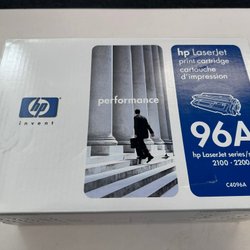 hp LaserJet
print cartridge
cartouche
d'impression
hp
invent
performance
96A
hp LaserJet series/
2100 - 2200
C4096A